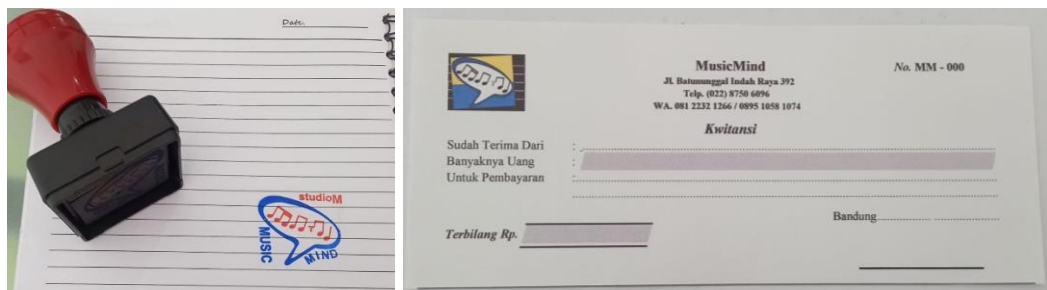 Date.
studioM
MUSIC
MIND
MusicMind
No. MM - 000
Jl. Batununggal Indah Raya 392
Telp. (022) 8750 6096
WA. 081 2232 1266 / 0895 1058 1074
Kwitansi
Sudah Terima Dari :
Banyaknya Uang :
Untuk Pembayaran :
Bandung
Terbilang Rp.